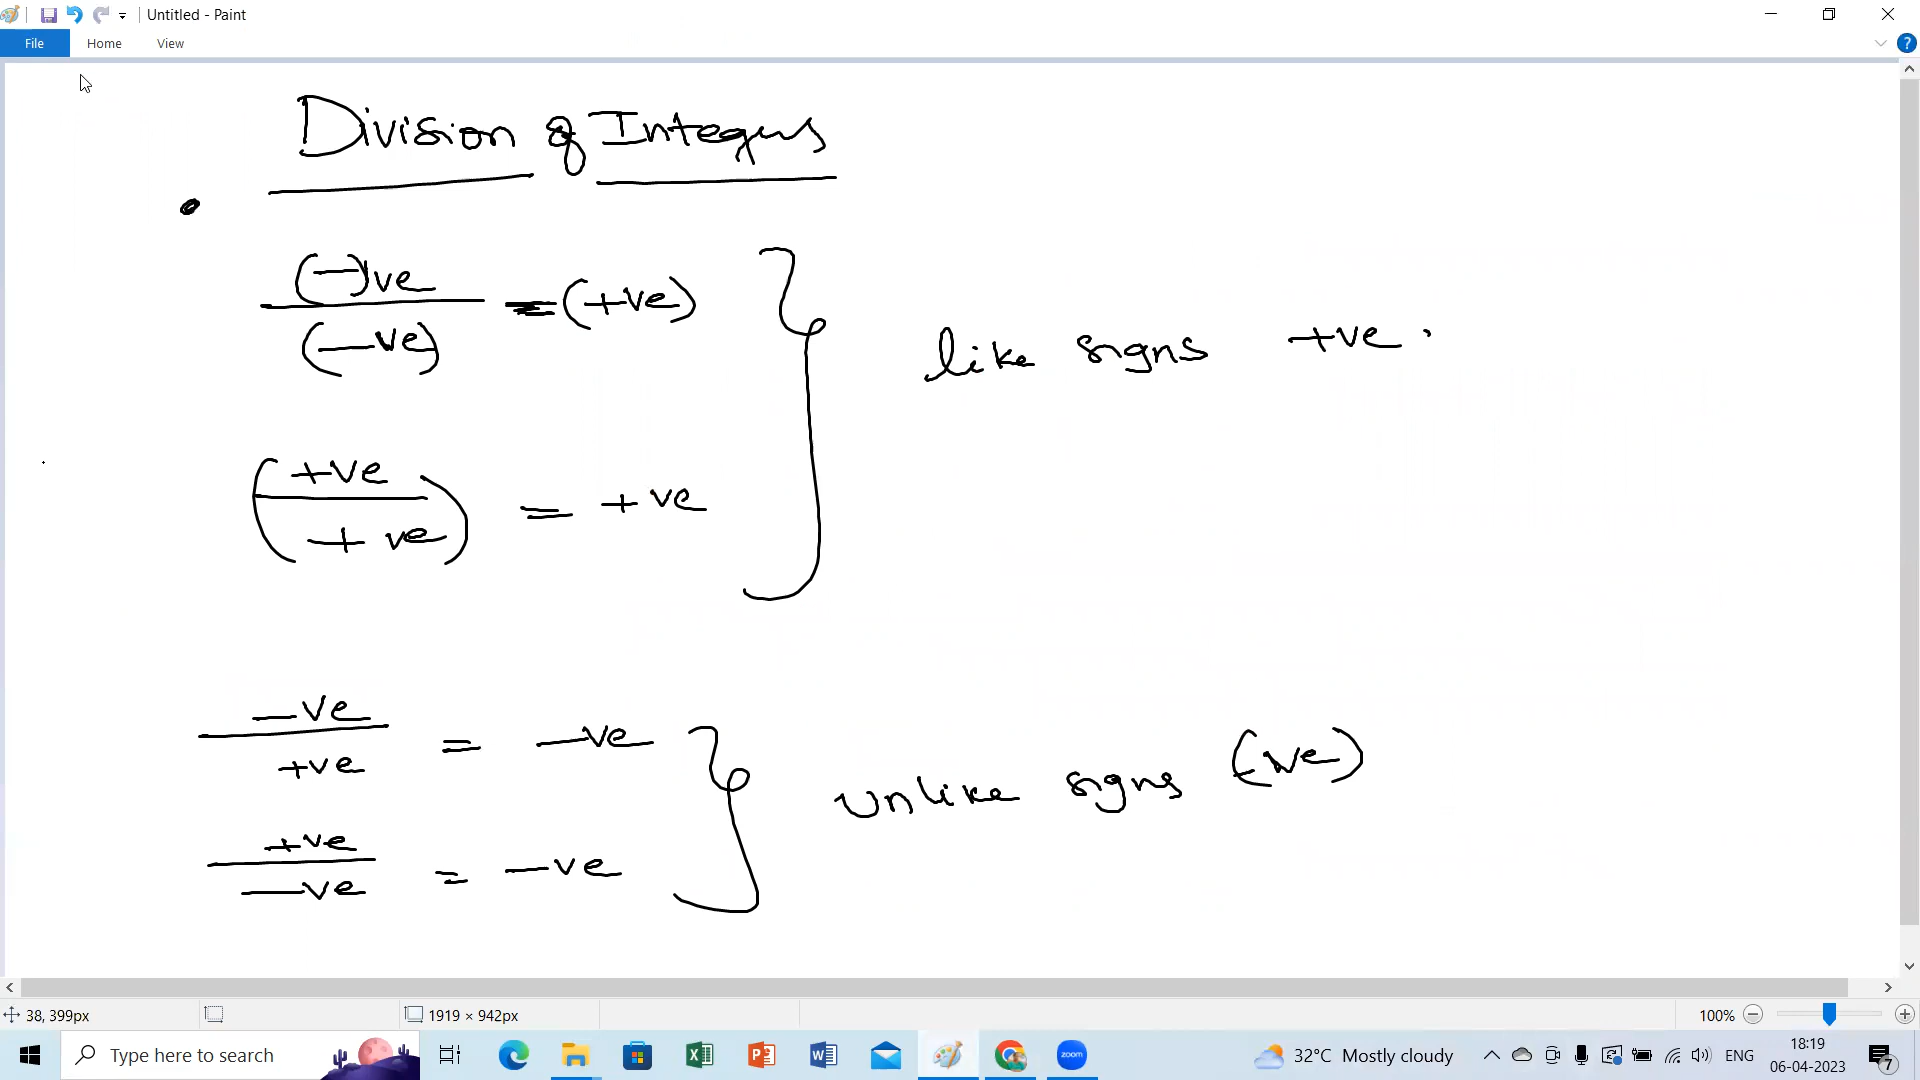 Untitled - Paint
File Home View
Division of Integers
(-)ve
(-ve) = (+ve)
like signs +ve
+ve
+ve = +ve
-ve
+ve = -ve
unlike signs (-ve)
+ve
-ve = -ve
38, 399px 1919 × 942px 100%
Type here to search zoom 32°C Mostly cloudy ENG 18:19
06-04-2023 7